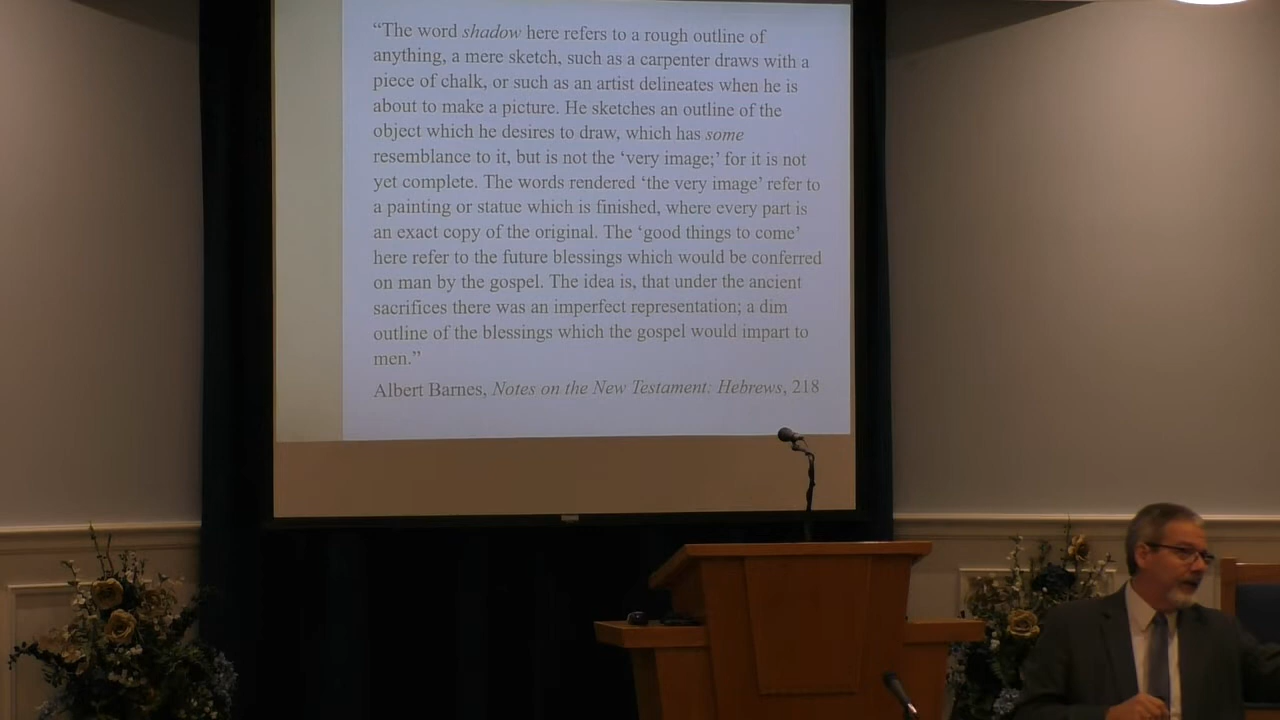 “The word shadow here refers to a rough outline of
anything, a mere sketch, such as a carpenter draws with a
piece of chalk, or such as an artist delineates when he is
about to make a picture. He sketches an outline of the
object which he desires to draw, which has some
resemblance to it, but is not the ‘very image;’ for it is not
yet complete. The words rendered ‘the very image’ refer to
a painting or statue which is finished, where every part is
an exact copy of the original. The ‘good things to come’
here refer to the future blessings which would be conferred
on man by the gospel. The idea is, that under the ancient
sacrifices there was an imperfect representation; a dim
outline of the blessings which the gospel would impart to
men.”
Albert Barnes, Notes on the New Testament: Hebrews, 218